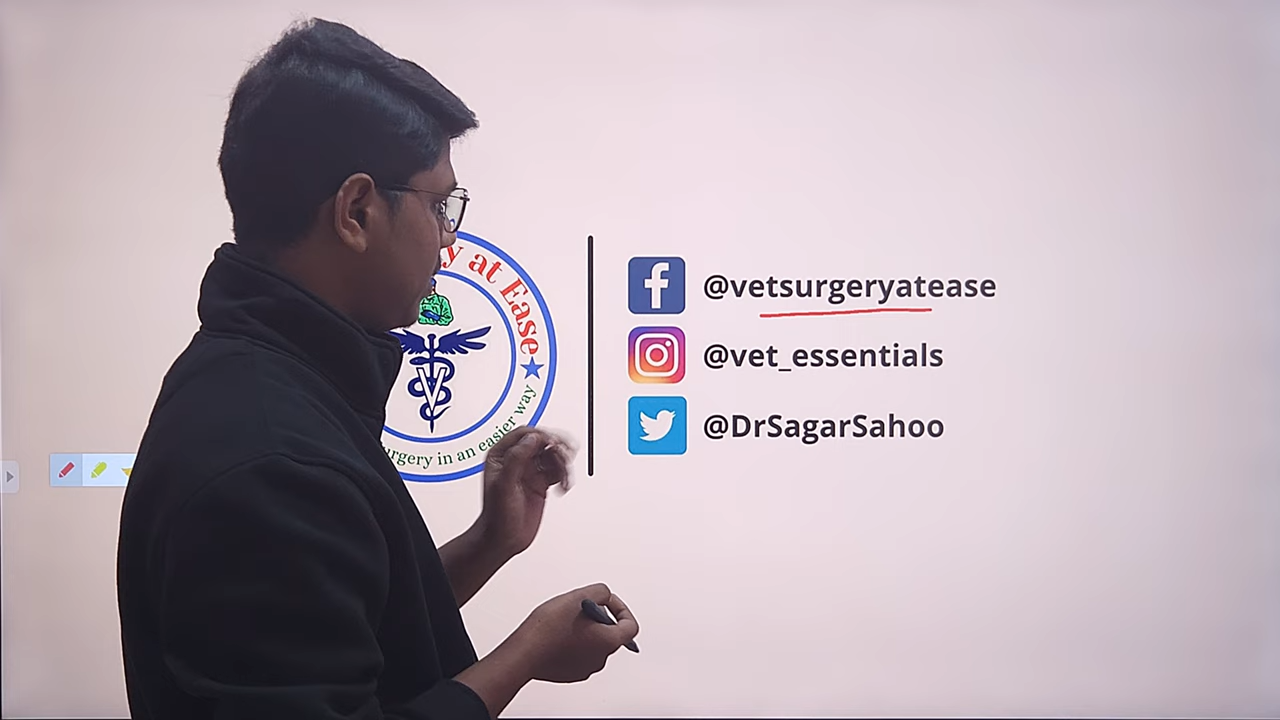 y at Ease
urgery in an easier way
@vetsurgeryatease
@vet_essentials
@DrSagarSahoo